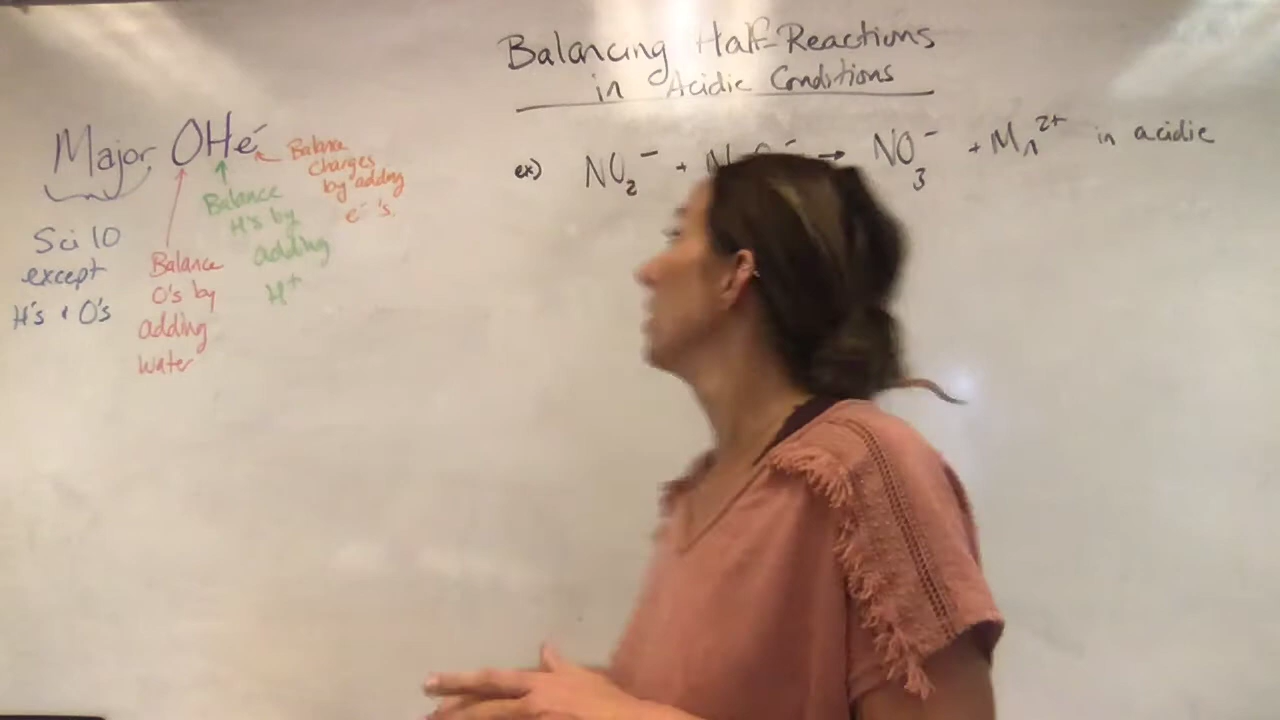 Balancing Half-Reactions
in Acidic Conditions
Major OHe⁻
Sci 10
except
H's + O's
Balance
O's by
adding
water
Balance
H's by
adding
H⁺
Balance
charges
by adding
e⁻'s.
ex) NO₂⁻ + → NO₃⁻ + Mn²⁺ in acidic